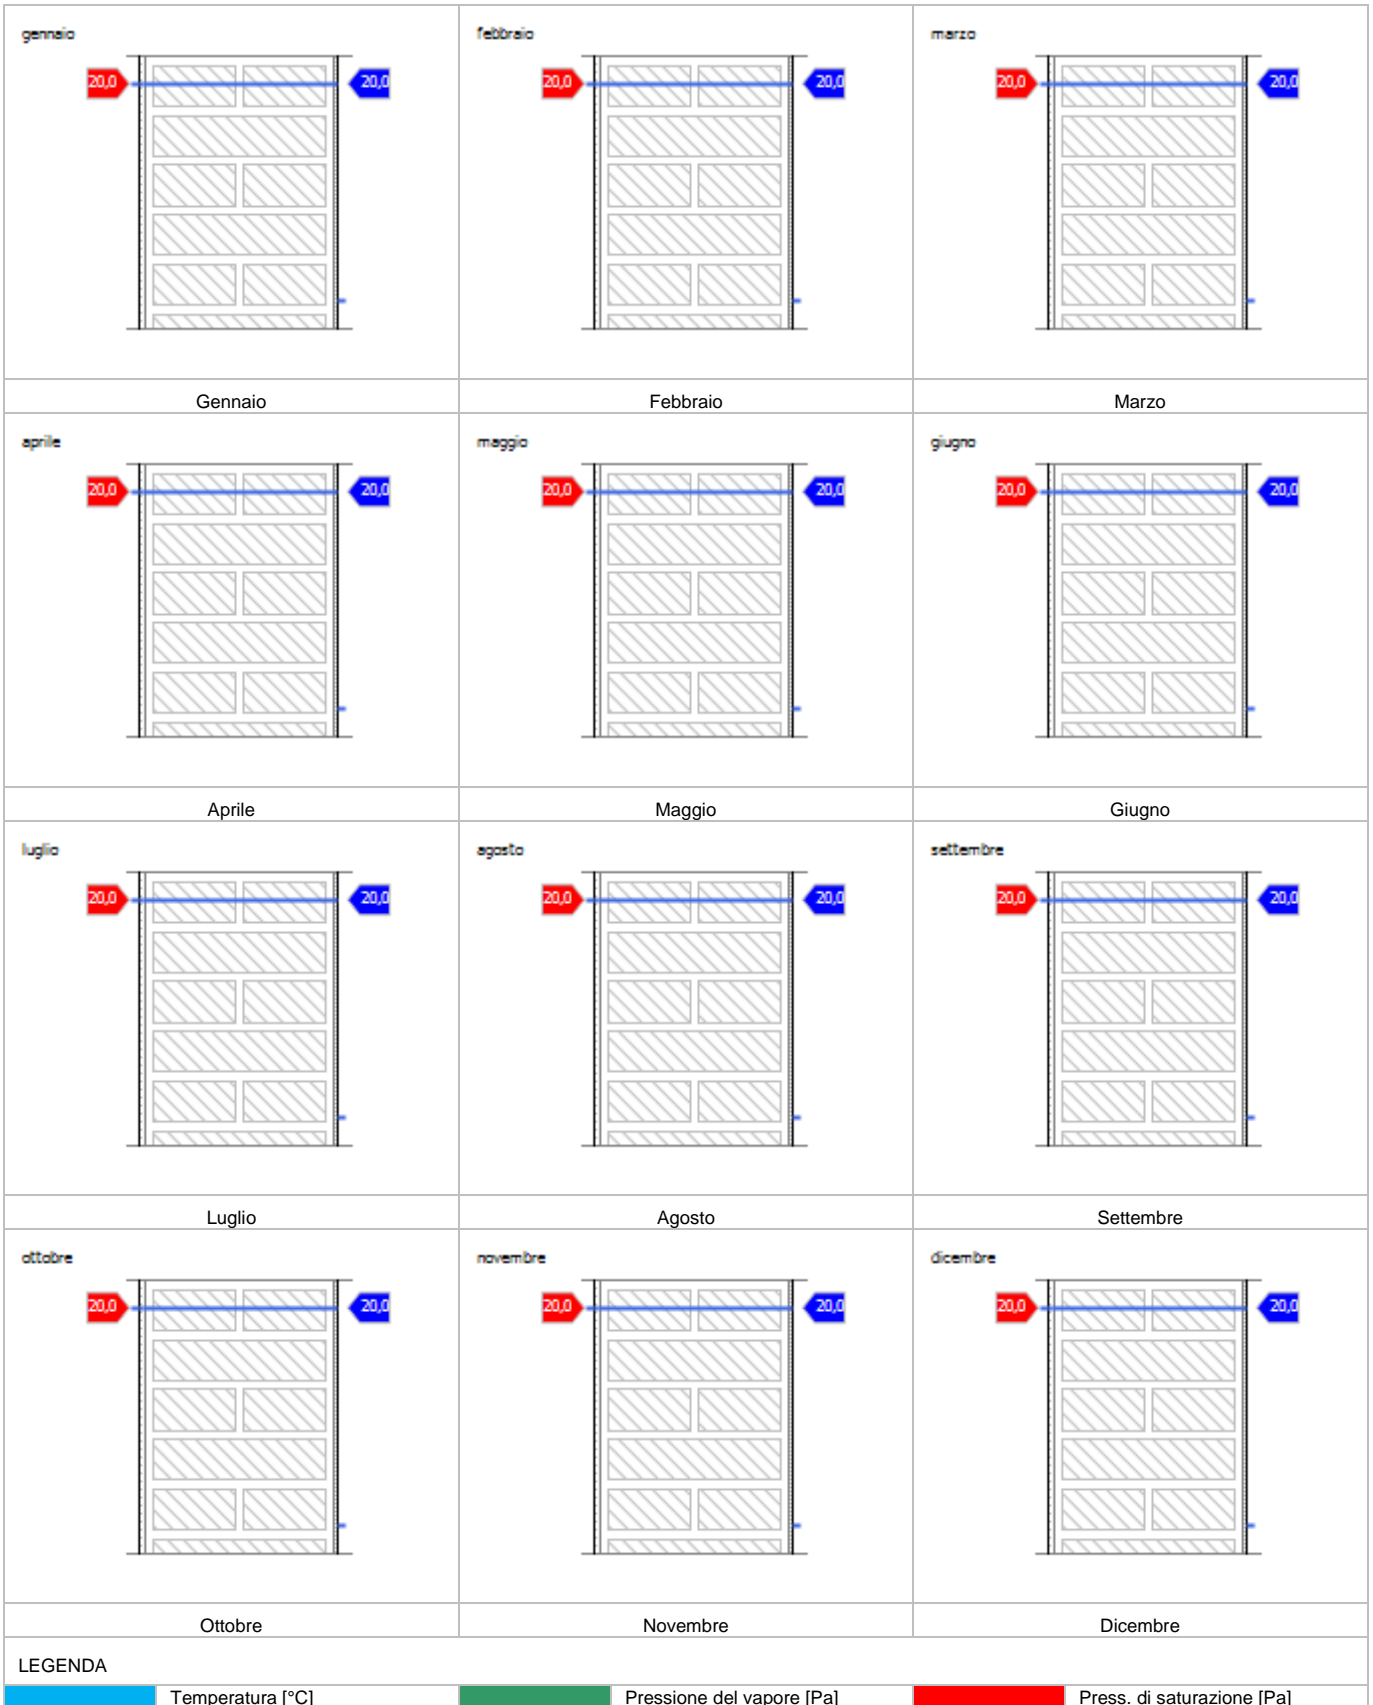 gennaio febbraio marzo
20,0 20,0 20,0 20,0 20,0 20,0
Gennaio Febbraio Marzo
aprile maggio giugno
20,0 20,0 20,0 20,0 20,0 20,0
Aprile Maggio Giugno
luglio agosto settembre
20,0 20,0 20,0 20,0 20,0 20,0
Luglio Agosto Settembre
ottobre novembre dicembre
20,0 20,0 20,0 20,0 20,0 20,0
Ottobre Novembre Dicembre
LEGENDA
Temperatura [°C] Pressione del vapore [Pa] Press. di saturazione [Pa]